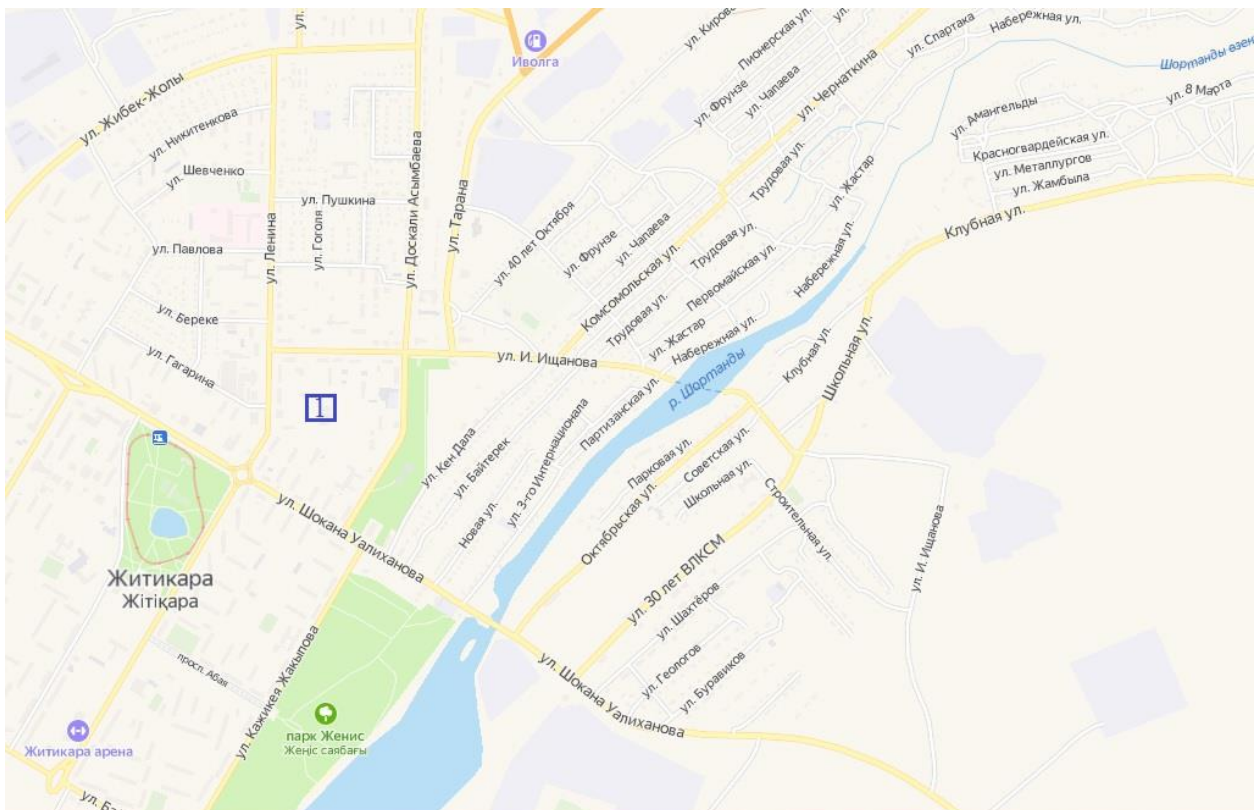 ул. Спартака
Набережная ул.
Пионерская ул.
Иволга
Шортанды өзен
ул. Жибек-Жолы
ул. Фрунзе
ул. Чапаева
ул. Чернаткина
ул. 8 Марта
ул. Никитенкова
ул. Амангельды
Красногвардейская ул.
ул. Шевченко
ул. Доскали Асымбаева
Трудовая ул.
ул. Жастар
ул. Металлургов
ул. Жамбыла
ул. Пушкина
ул. Тарана
ул. Ленина
ул. Гоголя
ул. Павлова
ул. 40 лет Октября
ул. Фрунзе
ул. Чапаева
Трудовая ул.
Набережная ул.
Клубная ул.
Комсомольская ул.
Первомайская ул.
ул. Береке
Трудовая ул.
ул. Жастар
Набережная ул.
ул. Гагарина
ул. И. Ищанова
р. Шортанды
Клубная ул.
Школьная ул.
1
Партизанская ул.
ул. 3-го Интернационала
ул. Кен Дала
ул. Байтерек
Новая ул.
Парковая ул.
Советская ул.
Школьная ул.
Октябрьская ул.
Строительная ул.
ул. Шокана Уалиханова
ул. И. Ищанова
Житикара
Жітіқара
ул. 30 лет ВЛКСМ
ул. Шахтёров
просп. Абая
ул. Кажикея Жакыпова
ул. Геологов
ул. Буравиков
ул. Шокана Уалиханова
парк Женис
Жеңіс саябағы
Житикара арена